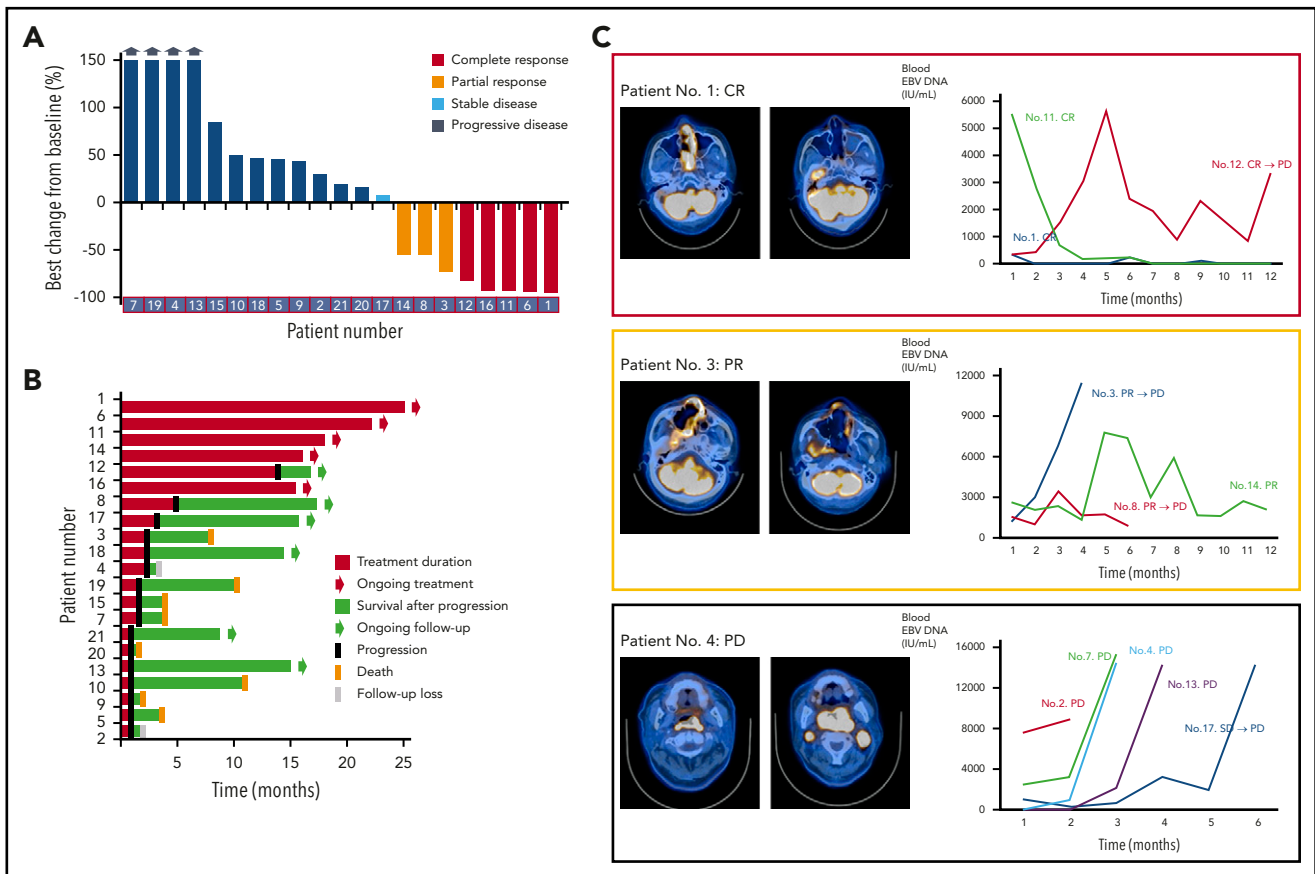 A
150
100
50
0
-50
-100
Best change from baseline (%)
Complete response
Partial response
Stable disease
Progressive disease
7 19 4 13 15 10 18 5 9 2 21 20 17 14 8 3 12 16 11 6 1
Patient number
B
1
6
11
14
12
16
8
17
3
18
4
19
15
7
21
20
13
10
9
5
2
Patient number
5 10 15 20 25
Time (months)
Treatment duration
Ongoing treatment
Survival after progression
Ongoing follow-up
Progression
Death
Follow-up loss
C
Patient No. 1: CR
Blood
EBV DNA
(IU/mL)
6000
5000
4000
3000
2000
1000
0
No.11. CR
No.12. CR → PD
No.1. CR
1 2 3 4 5 6 7 8 9 10 11 12
Time (months)
Patient No. 3: PR
Blood
EBV DNA
(IU/mL)
12000
9000
6000
3000
0
No.3. PR → PD
No.14. PR
No.8. PR → PD
1 2 3 4 5 6 7 8 9 10 11 12
Time (months)
Patient No. 4: PD
Blood
EBV DNA
(IU/mL)
16000
12000
8000
4000
0
No.7. PD
No.4. PD
No.2. PD
No.13. PD
No.17. SD → PD
1 2 3 4 5 6
Time (months)